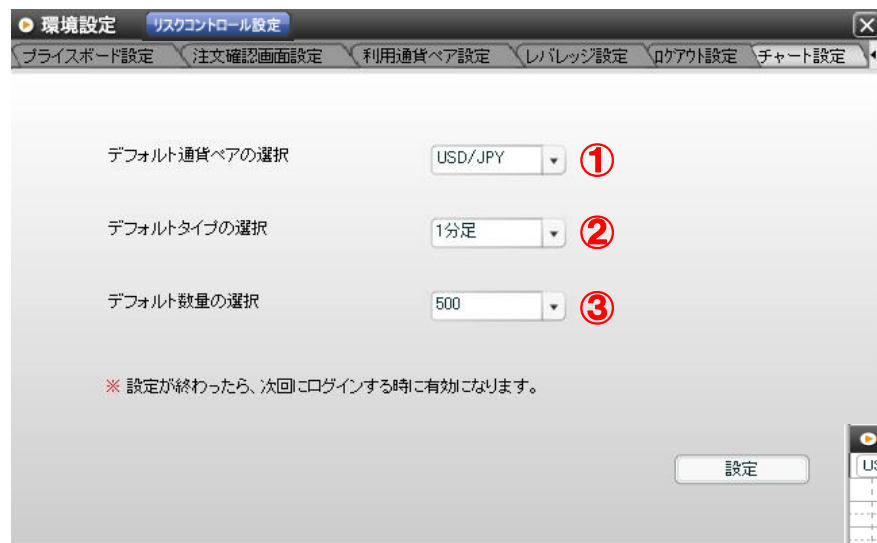 環境設定 リスクコントロール設定
プライスボード設定 注文確認画面設定 利用通貨ペア設定 レバレッジ設定 ログアウト設定 チャート設定
デフォルト通貨ペアの選択 USD/JPY ①
デフォルトタイプの選択 1分足 ②
デフォルト数量の選択 500 ③
※ 設定が終わったら、次回にログインする時に有効になります。
設定